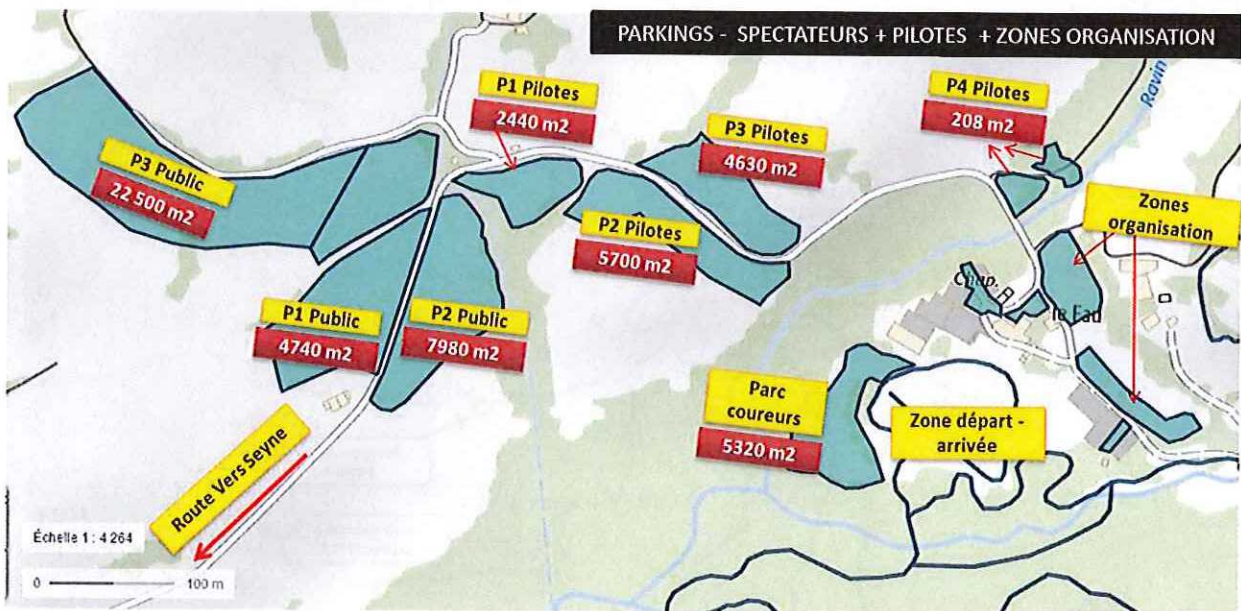 PARKINGS - SPECTATEURS + PILOTES + ZONES ORGANISATION
P1 Pilotes
2440 m2
P4 Pilotes
208 m2
Ravin
P3 Pilotes
4630 m2
P3 Public
22 500 m2
Zones
organisation
P2 Pilotes
5700 m2
Chap.
le Fau
P1 Public
4740 m2
P2 Public
7980 m2
Parc
coureurs
5320 m2
Zone départ -
arrivée
Route Vers Seyne
Échelle 1 : 4 264
0
100 m